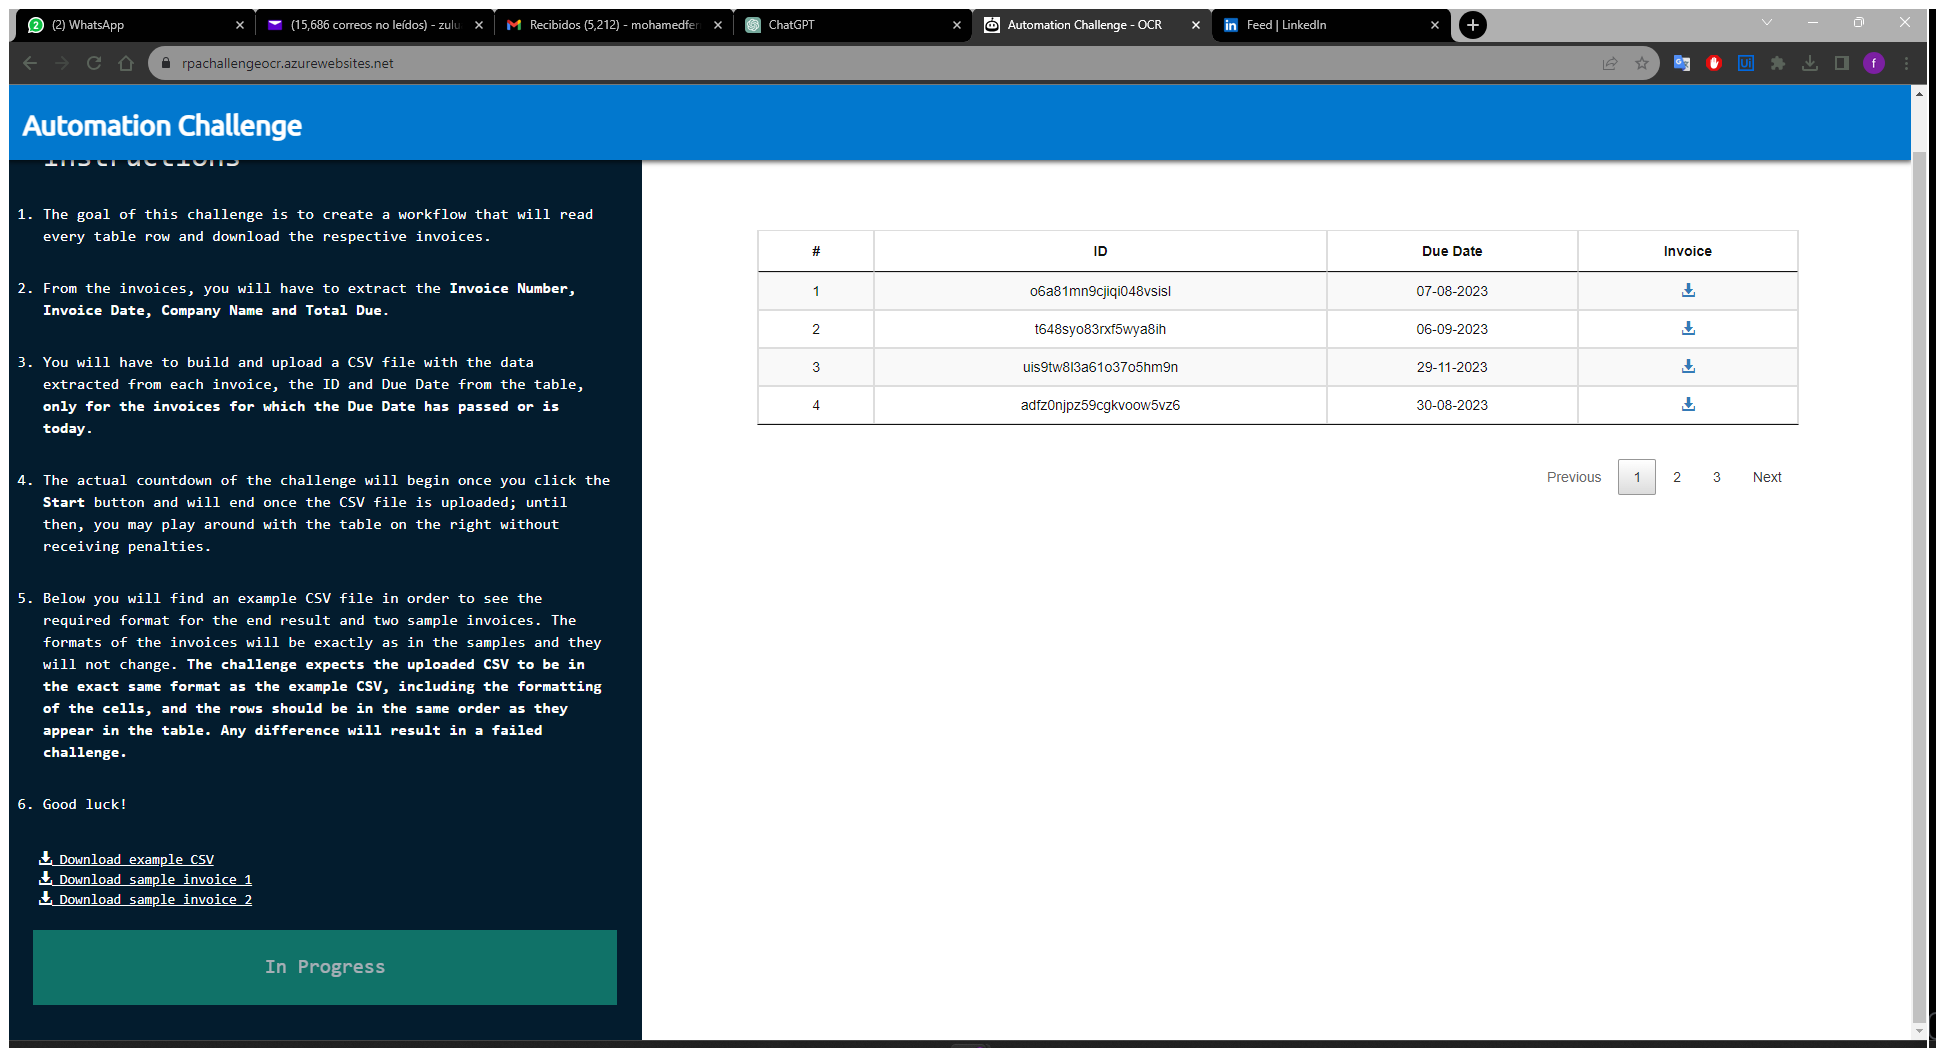 (2) WhatsApp
(15,686 correos no leídos) - zulu
Recibidos (5,212) - mohamedfer
ChatGPT
Automation Challenge - OCR
Feed | LinkedIn
rpachallengeocr.azurewebsites.net
Automation Challenge
Instructions
1. The goal of this challenge is to create a workflow that will read
every table row and download the respective invoices.
2. From the invoices, you will have to extract the Invoice Number,
Invoice Date, Company Name and Total Due.
3. You will have to build and upload a CSV file with the data
extracted from each invoice, the ID and Due Date from the table,
only for the invoices for which the Due Date has passed or is
today.
4. The actual countdown of the challenge will begin once you click the
Start button and will end once the CSV file is uploaded; until
then, you may play around with the table on the right without
receiving penalties.
5. Below you will find an example CSV file in order to see the
required format for the end result and two sample invoices. The
formats of the invoices will be exactly as in the samples and they
will not change. The challenge expects the uploaded CSV to be in
the exact same format as the example CSV, including the formatting
of the cells, and the rows should be in the same order as they
appear in the table. Any difference will result in a failed
challenge.
6. Good luck!
Download example CSV
Download sample invoice 1
Download sample invoice 2
In Progress
# ID Due Date Invoice
1 o6a81mn9cjiqi048vsisl 07-08-2023
2 t648syo83rxf5wya8ih 06-09-2023
3 uis9tw8l3a61o37o5hm9n 29-11-2023
4 adfz0njpz59cgkvoow5vz6 30-08-2023
Previous 1 2 3 Next